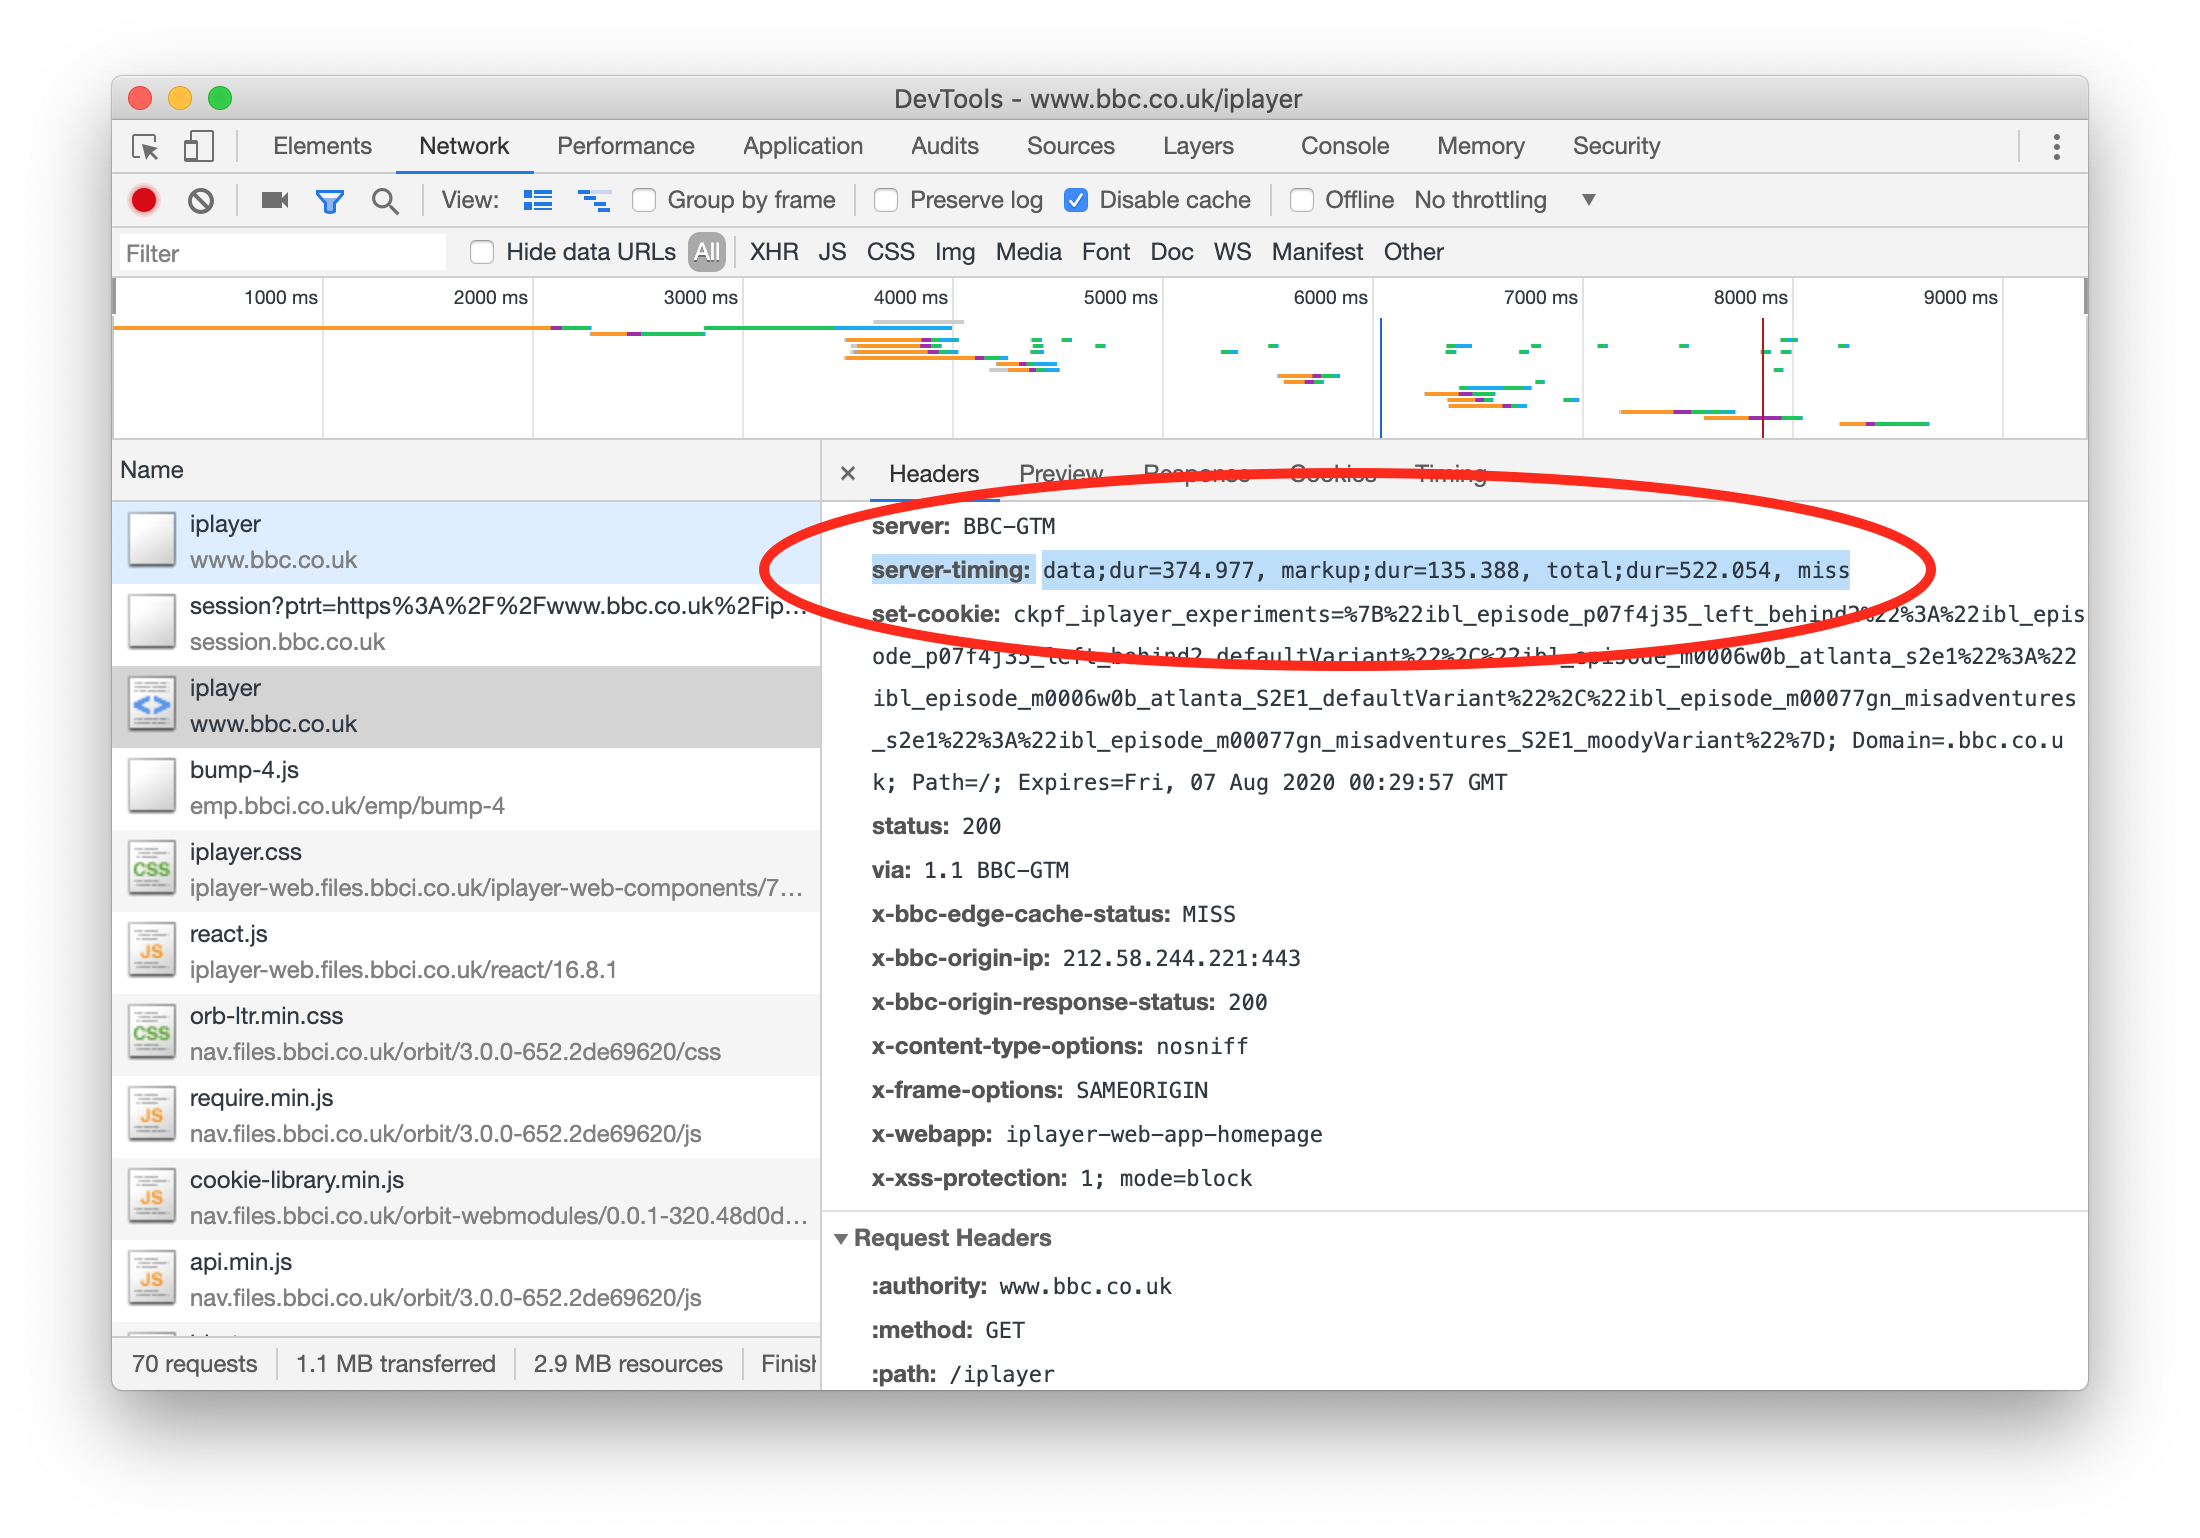 DevTools - www.bbc.co.uk/iplayer
Elements Network Performance Application Audits Sources Layers Console Memory Security
View: Group by frame Preserve log Disable cache Offline No throttling
Filter Hide data URLs All XHR JS CSS Img Media Font Doc WS Manifest Other
1000 ms 2000 ms 3000 ms 4000 ms 5000 ms 6000 ms 7000 ms 8000 ms 9000 ms
Name
iplayer
www.bbc.co.uk
session?ptrt=https%3A%2F%2Fwww.bbc.co.uk%2Fip…
session.bbc.co.uk
iplayer
www.bbc.co.uk
bump-4.js
emp.bbci.co.uk/emp/bump-4
CSS
iplayer.css
iplayer-web.files.bbci.co.uk/iplayer-web-components/7…
JS
react.js
iplayer-web.files.bbci.co.uk/react/16.8.1
CSS
orb-ltr.min.css
nav.files.bbci.co.uk/orbit/3.0.0-652.2de69620/css
JS
require.min.js
nav.files.bbci.co.uk/orbit/3.0.0-652.2de69620/js
JS
cookie-library.min.js
nav.files.bbci.co.uk/orbit-webmodules/0.0.1-320.48d0d…
JS
api.min.js
nav.files.bbci.co.uk/orbit/3.0.0-652.2de69620/js
70 requests 1.1 MB transferred 2.9 MB resources
Headers Preview Response Cookies Timing
server: BBC-GTM
server-timing: data;dur=374.977, markup;dur=135.388, total;dur=522.054, miss
set-cookie: ckpf_iplayer_experiments=%7B%22ibl_episode_p07f4j35_left_behind2%22%3A%22ibl_epis
ode_p07f4j35_left_behind2_defaultVariant%22%2C%22ibl_episode_m0006w0b_atlanta_s2e1%22%3A%22
ibl_episode_m0006w0b_atlanta_S2E1_defaultVariant%22%2C%22ibl_episode_m00077gn_misadventures
_s2e1%22%3A%22ibl_episode_m00077gn_misadventures_S2E1_moodyVariant%22%7D; Domain=.bbc.co.u
k; Path=/; Expires=Fri, 07 Aug 2020 00:29:57 GMT
status: 200
via: 1.1 BBC-GTM
x-bbc-edge-cache-status: MISS
x-bbc-origin-ip: 212.58.244.221:443
x-bbc-origin-response-status: 200
x-content-type-options: nosniff
x-frame-options: SAMEORIGIN
x-webapp: iplayer-web-app-homepage
x-xss-protection: 1; mode=block
Request Headers
:authority: www.bbc.co.uk
:method: GET
:path: /iplayer